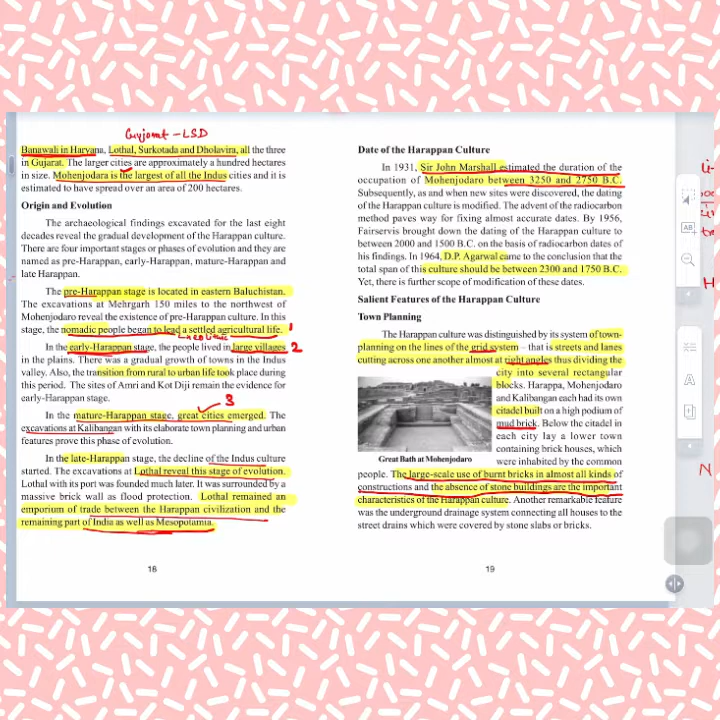 Gujarat - LSD
Banawali in Haryana, Lothal, Surkotada and Dholavira, all the three
in Gujarat. The larger cities are approximately a hundred hectares
in size. Mohenjodara is the largest of all the Indus cities and it is
estimated to have spread over an area of 200 hectares.
Origin and Evolution
The archaeological findings excavated for the last eight
decades reveal the gradual development of the Harappan culture.
There are four important stages or phases of evolution and they are
named as pre-Harappan, early-Harappan, mature-Harappan and
late Harappan.
The pre-Harappan stage is located in eastern Baluchistan.
The excavations at Mehrgarh 150 miles to the northwest of
Mohenjodaro reveal the existence of pre-Harappan culture. In this
stage, the nomadic people began to lead a settled agricultural life. 1
In the early-Harappan stage, the people lived in large villages 2
in the plains. There was a gradual growth of towns in the Indus
valley. Also, the transition from rural to urban life took place during
this period. The sites of Amri and Kot Diji remain the evidence for
early-Harappan stage.
3
In the mature-Harappan stage, great cities emerged. The
excavations at Kalibangan with its elaborate town planning and urban
features prove this phase of evolution.
In the late-Harappan stage, the decline of the Indus culture
started. The excavations at Lothal reveal this stage of evolution.
Lothal with its port was founded much later. It was surrounded by a
massive brick wall as flood protection. Lothal remained an
emporium of trade between the Harappan civilization and the
remaining part of India as well as Mesopotamia.
18
Date of the Harappan Culture
In 1931, Sir John Marshall estimated the duration of the
occupation of Mohenjodaro between 3250 and 2750 B.C.
Subsequently, as and when new sites were discovered, the dating
of the Harappan culture is modified. The advent of the radiocarbon
method paves way for fixing almost accurate dates. By 1956,
Fairservis brought down the dating of the Harappan culture to
between 2000 and 1500 B.C. on the basis of radiocarbon dates of
his findings. In 1964, D.P. Agarwal came to the conclusion that the
total span of this culture should be between 2300 and 1750 B.C.
Yet, there is further scope of modification of these dates.
Salient Features of the Harappan Culture
Town Planning
The Harappan culture was distinguished by its system of town-
planning on the lines of the grid system – that is streets and lanes
cutting across one another almost at right angles thus dividing the
city into several rectangular
blocks. Harappa, Mohenjodaro
and Kalibangan each had its own
citadel built on a high podium of
mud brick. Below the citadel in
each city lay a lower town
containing brick houses, which
Great Bath at Mohenjodaro
were inhabited by the common
people. The large-scale use of burnt bricks in almost all kinds of
constructions and the absence of stone buildings are the important
characteristics of the Harappan culture. Another remarkable feature
was the underground drainage system connecting all houses to the
street drains which were covered by stone slabs or bricks.
19
AB
A
H
N